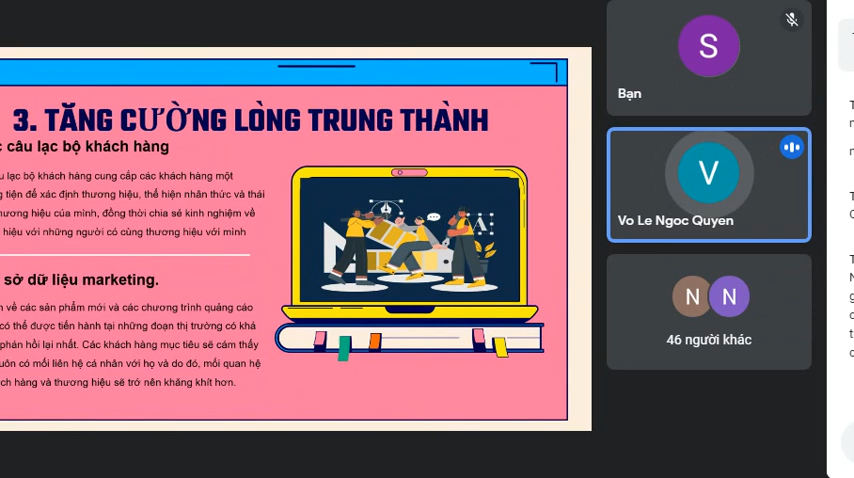 3. TĂNG CƯỜNG LÒNG TRUNG THÀNH
câu lạc bộ khách hàng
lạc bộ khách hàng cung cấp các khách hàng một
tiện để xác định thương hiệu, thể hiện nhân thức và thái
hương hiệu của mình, đồng thời chia sẻ kinh nghiệm về
hiệu với những người có cùng thương hiệu với mình
sở dữ liệu marketing.
về các sản phẩm mới và các chương trình quảng cáo
có thể được tiến hành tại những đoạn thị trường có khả
phán hồi lại nhất. Các khách hàng mục tiêu sẽ cám thấy
uôn có mối liên hệ cá nhân với họ và do đó, mối quan hệ
ch hàng và thương hiệu sẽ trở nên khăng khít hơn.
A
S
Bạn
V
Vo Le Ngoc Quyen
N N
46 người khác